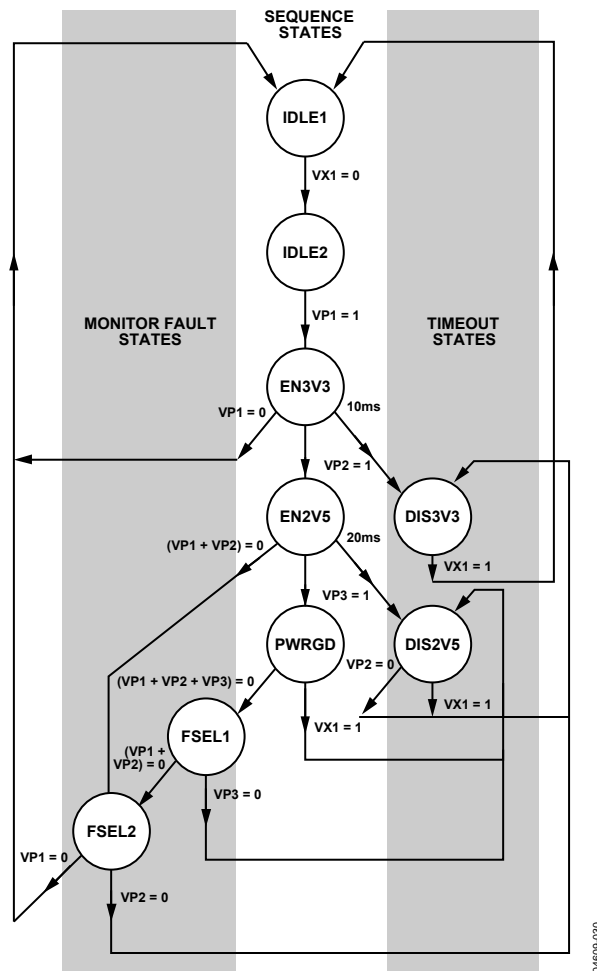 SEQUENCE
STATES
IDLE1
VX1 = 0
IDLE2
VP1 = 1
MONITOR FAULT
STATES
TIMEOUT
STATES
EN3V3
VP1 = 0
10ms
VP2 = 1
EN2V5
DIS3V3
(VP1 + VP2) = 0
20ms
VX1 = 1
VP3 = 1
PWRGD
DIS2V5
VP2 = 0
(VP1 + VP2 + VP3) = 0
VX1 = 1
VX1 = 1
FSEL1
(VP1 +
VP2) = 0
VP3 = 0
FSEL2
VP1 = 0
VP2 = 0
04609-030